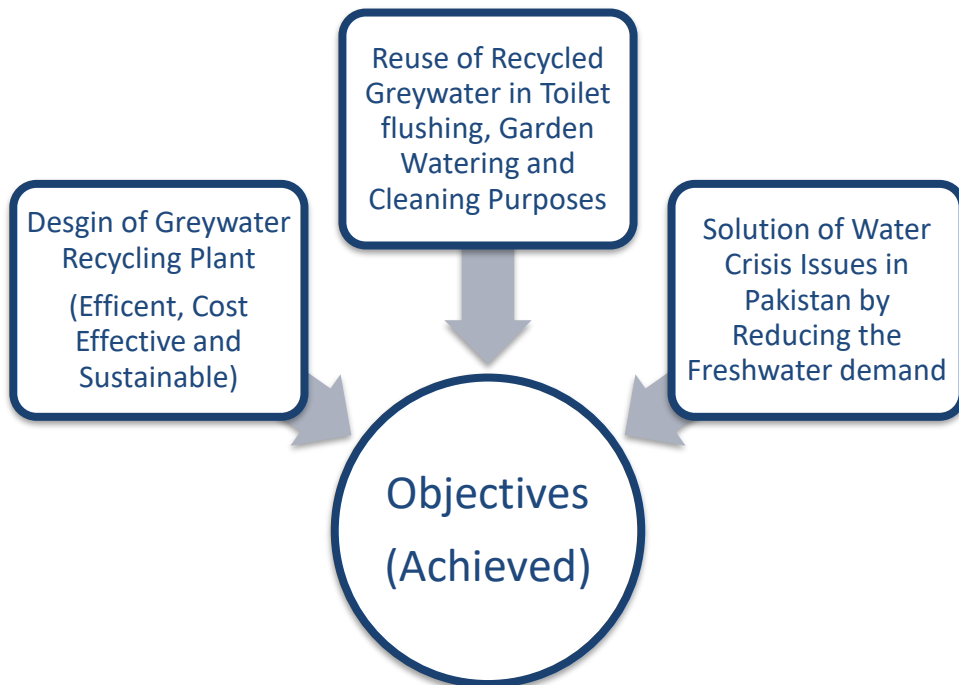 Desgin of Greywater
Recycling Plant
(Efficent, Cost
Effective and
Sustainable)
Reuse of Recycled
Greywater in Toilet
flushing, Garden
Watering and
Cleaning Purposes
Solution of Water
Crisis Issues in
Pakistan by
Reducing the
Freshwater demand
Objectives
(Achieved)